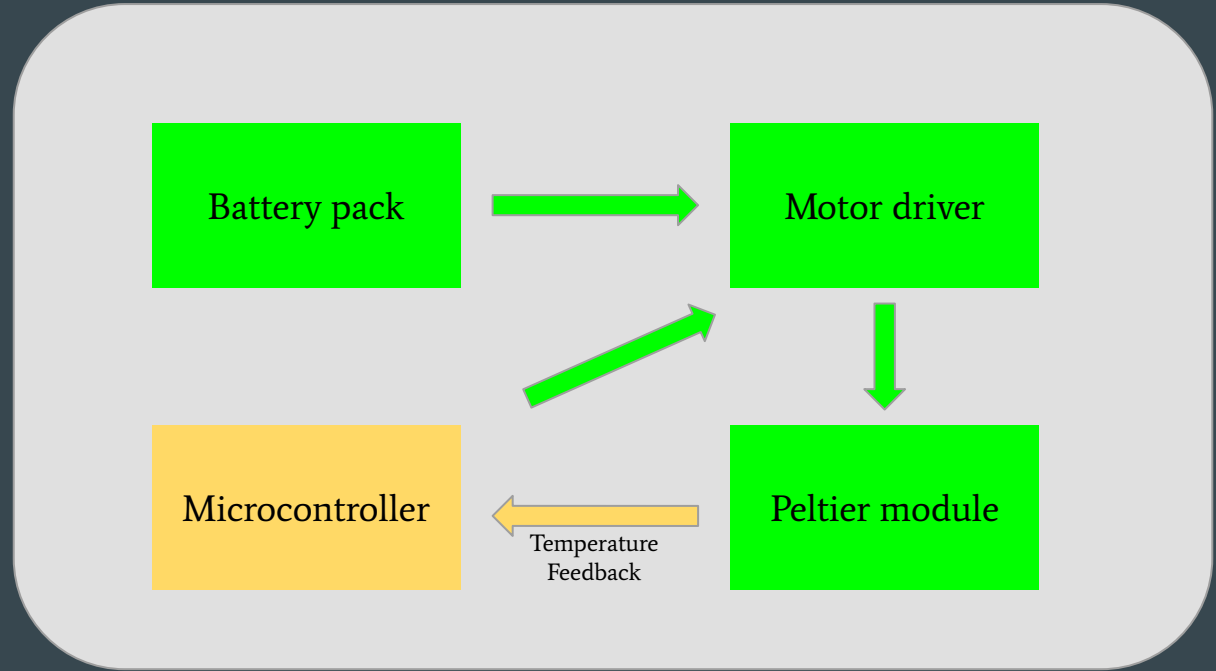 Battery pack
Motor driver
Microcontroller
Peltier module
Temperature
Feedback